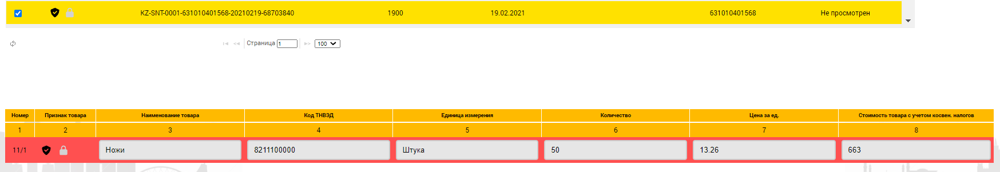 KZ-SNT-0001-631010401568-20210219-68703840 1900 19.02.2021 631010401568 Не просмотрен
Страница 1 100
Номер Признак товара Наименование товара Код ТНВЭД Единица измерения Количество Цена за ед. Стоимость товара с учетом косвен. налогов
1 2 3 4 5 6 7 8
11/1 Ножи 8211100000 Штука 50 13.26 663